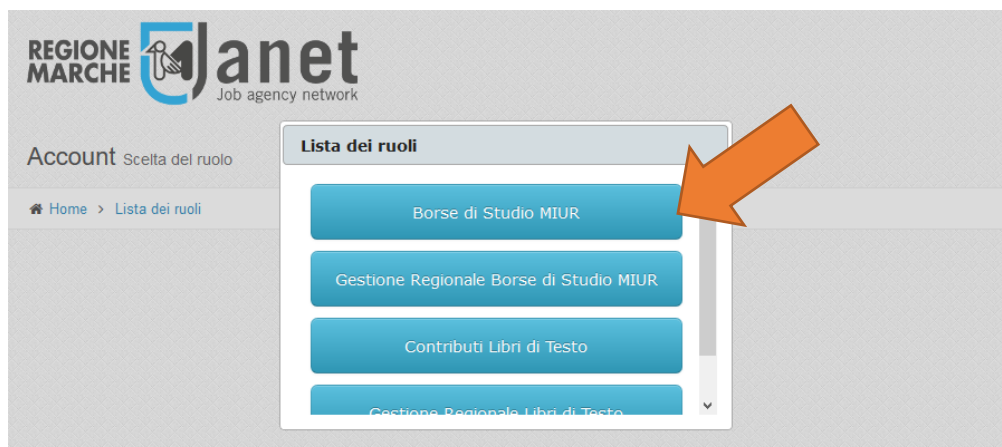 REGIONE
MARCHE
Janet
Job agency network
Account Scelta del ruolo
Home > Lista dei ruoli
Lista dei ruoli
Borse di Studio MIUR
Gestione Regionale Borse di Studio MIUR
Contributi Libri di Testo
Gestione Regionale Libri di Testo